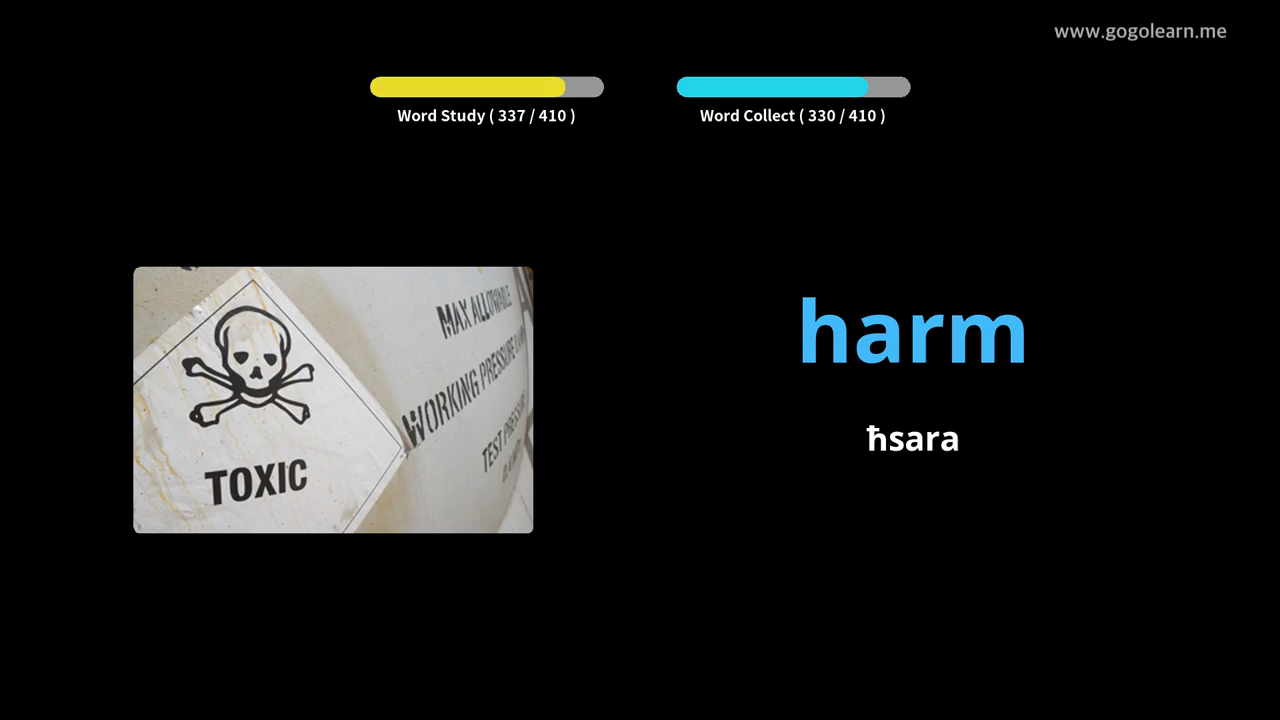 www.gogolearn.me
Word Study ( 337 / 410 )
Word Collect ( 330 / 410 )
MAX ALLOWABLE
WORKING PRESSURE
TEST PRESSURE
TOXIC
harm
ħsara